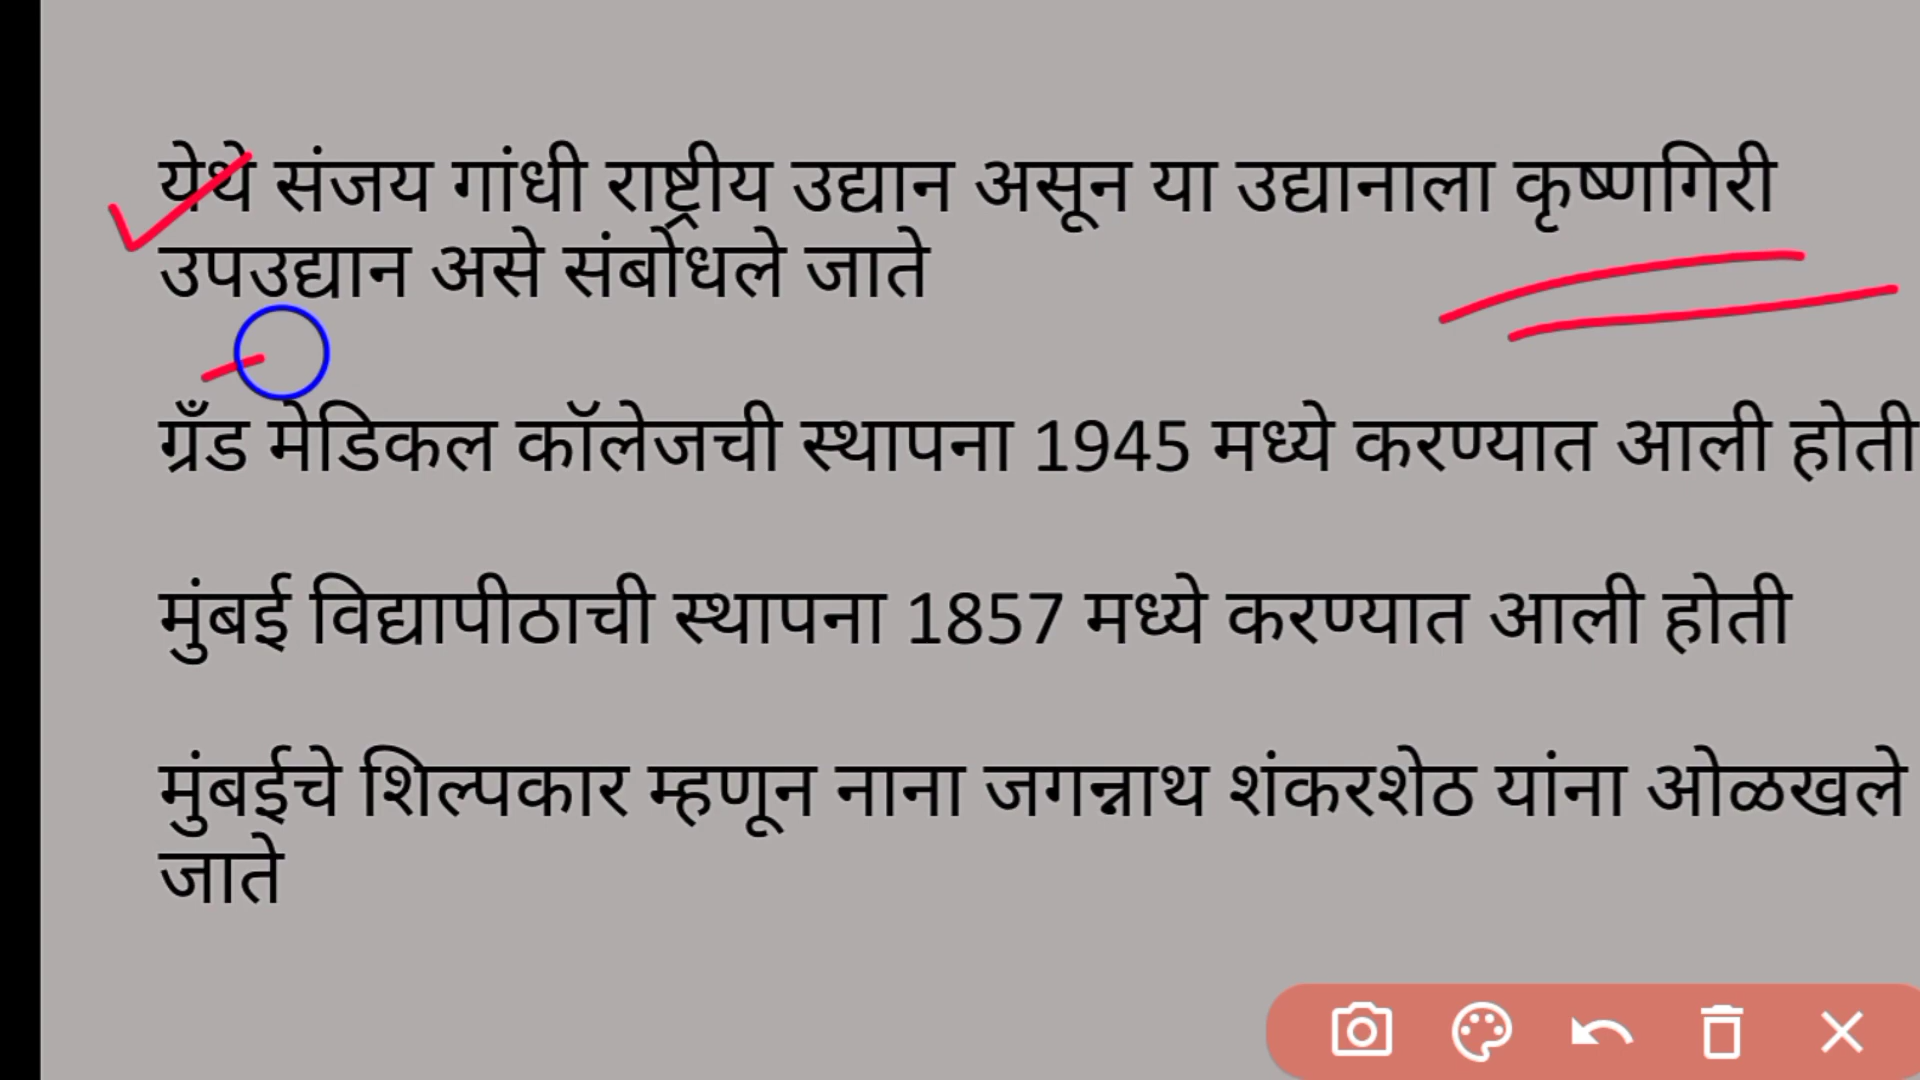 येथे संजय गांधी राष्ट्रीय उद्यान असून या उद्यानाला कृष्णगिरी
उपउद्यान असे संबोधले जाते
ग्रँड मेडिकल कॉलेजची स्थापना 1945 मध्ये करण्यात आली होती
मुंबई विद्यापीठाची स्थापना 1857 मध्ये करण्यात आली होती
मुंबईचे शिल्पकार म्हणून नाना जगन्नाथ शंकरशेठ यांना ओळखले
जाते